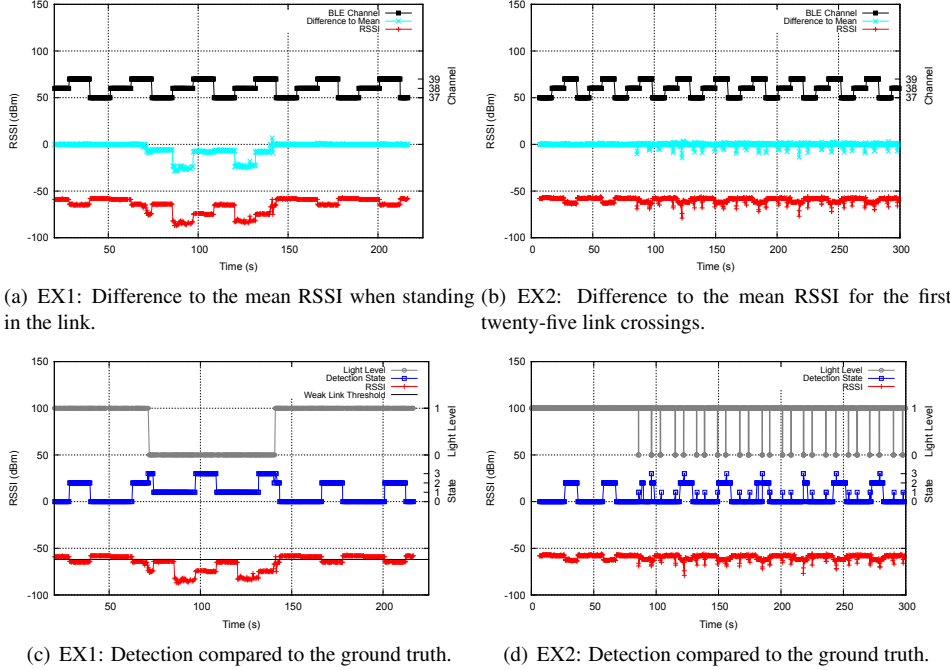 BLE Channel
Difference to Mean
RSSI
150
100
50
0
-50
-100
RSSI (dBm)
39
38
37
Channel
50 100 150 200
Time (s)
(a) EX1: Difference to the mean RSSI when standing
in the link.
BLE Channel
Difference to Mean
RSSI
150
100
50
0
-50
-100
RSSI (dBm)
39
38
37
Channel
0 50 100 150 200 250 300
Time (s)
(b) EX2: Difference to the mean RSSI for the first
twenty-five link crossings.
Light Level
Detection State
RSSI
Weak Link Threshold
150
100
50
0
-50
-100
RSSI (dBm)
1
0
Light Level
3
2
1
0
State
50 100 150 200
Time (s)
(c) EX1: Detection compared to the ground truth.
Light Level
Detection State
RSSI
150
100
50
0
-50
-100
RSSI (dBm)
1
0
Light Level
3
2
1
0
State
0 50 100 150 200 250 300
Time (s)
(d) EX2: Detection compared to the ground truth.